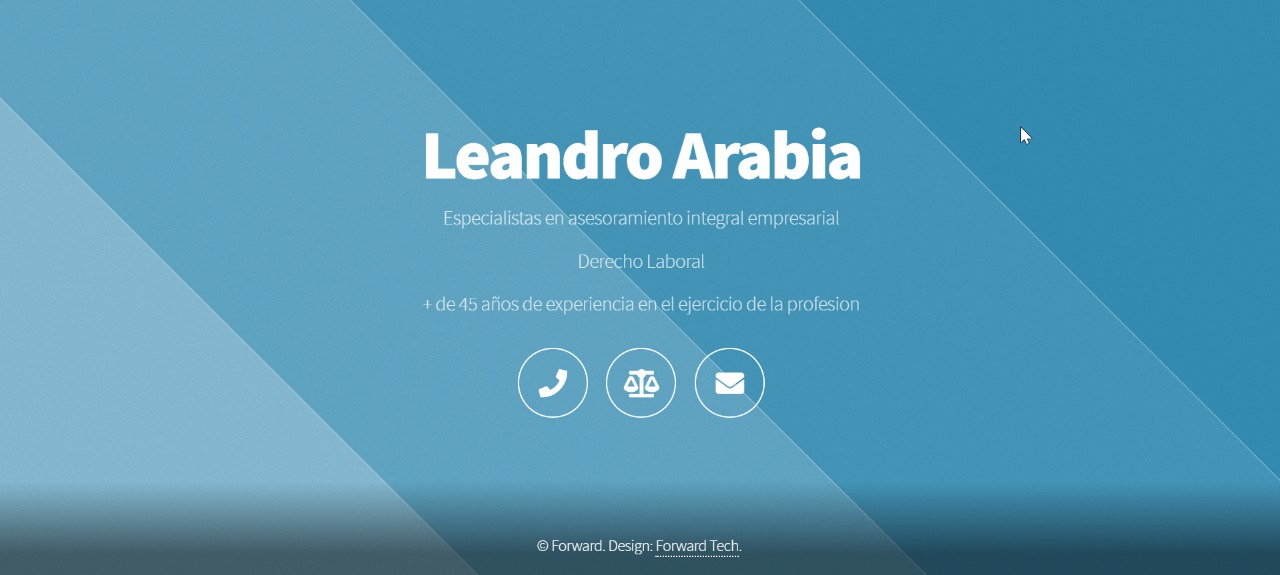 Leandro Arabia
Especialistas en asesoramiento integral empresarial
Derecho Laboral
+ de 45 años de experiencia en el ejercicio de la profesion
© Forward. Design: Forward Tech.